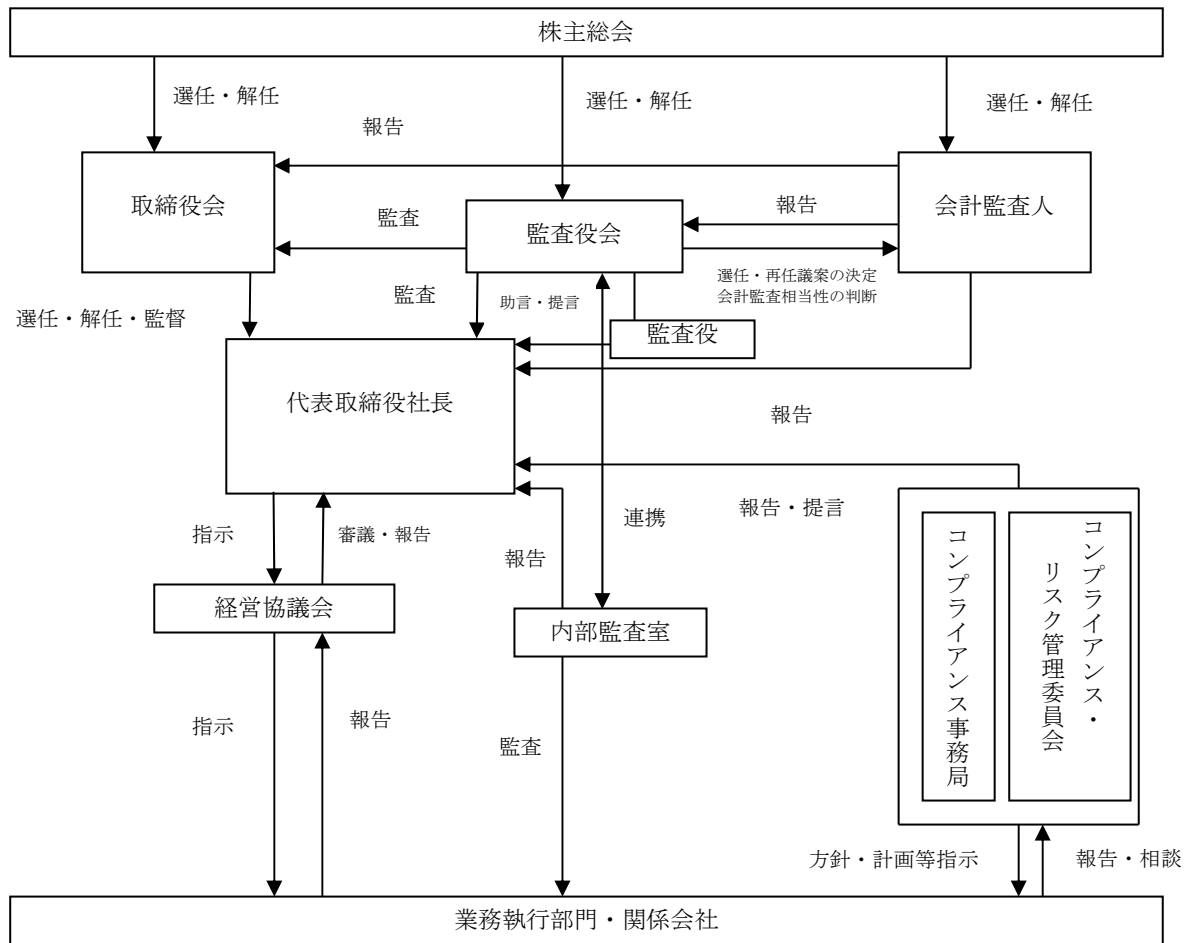 株主総会
選任・解任
選任・解任
選任・解任
報告
取締役会
監査
監査役会
報告
会計監査人
選任・再任議案の決定
会計監査相当性の判断
選任・解任・監督
監査
助言・提言
監査役
代表取締役社長
報告
指示
審議・報告
報告
連携
報告・提言
コンプライアンス・
リスク管理委員会
コンプライアンス事務局
経営協議会
内部監査室
指示
報告
監査
方針・計画等指示
報告・相談
業務執行部門・関係会社